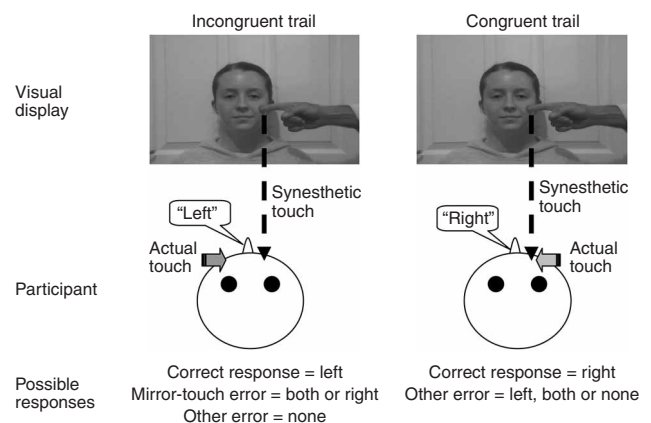 Incongruent trail
Congruent trail
Visual
display
Synesthetic
touch
Synesthetic
touch
"Left"
"Right"
Actual
touch
Actual
touch
Participant
Possible
responses
Correct response = left
Mirror-touch error = both or right
Other error = none
Correct response = right
Other error = left, both or none